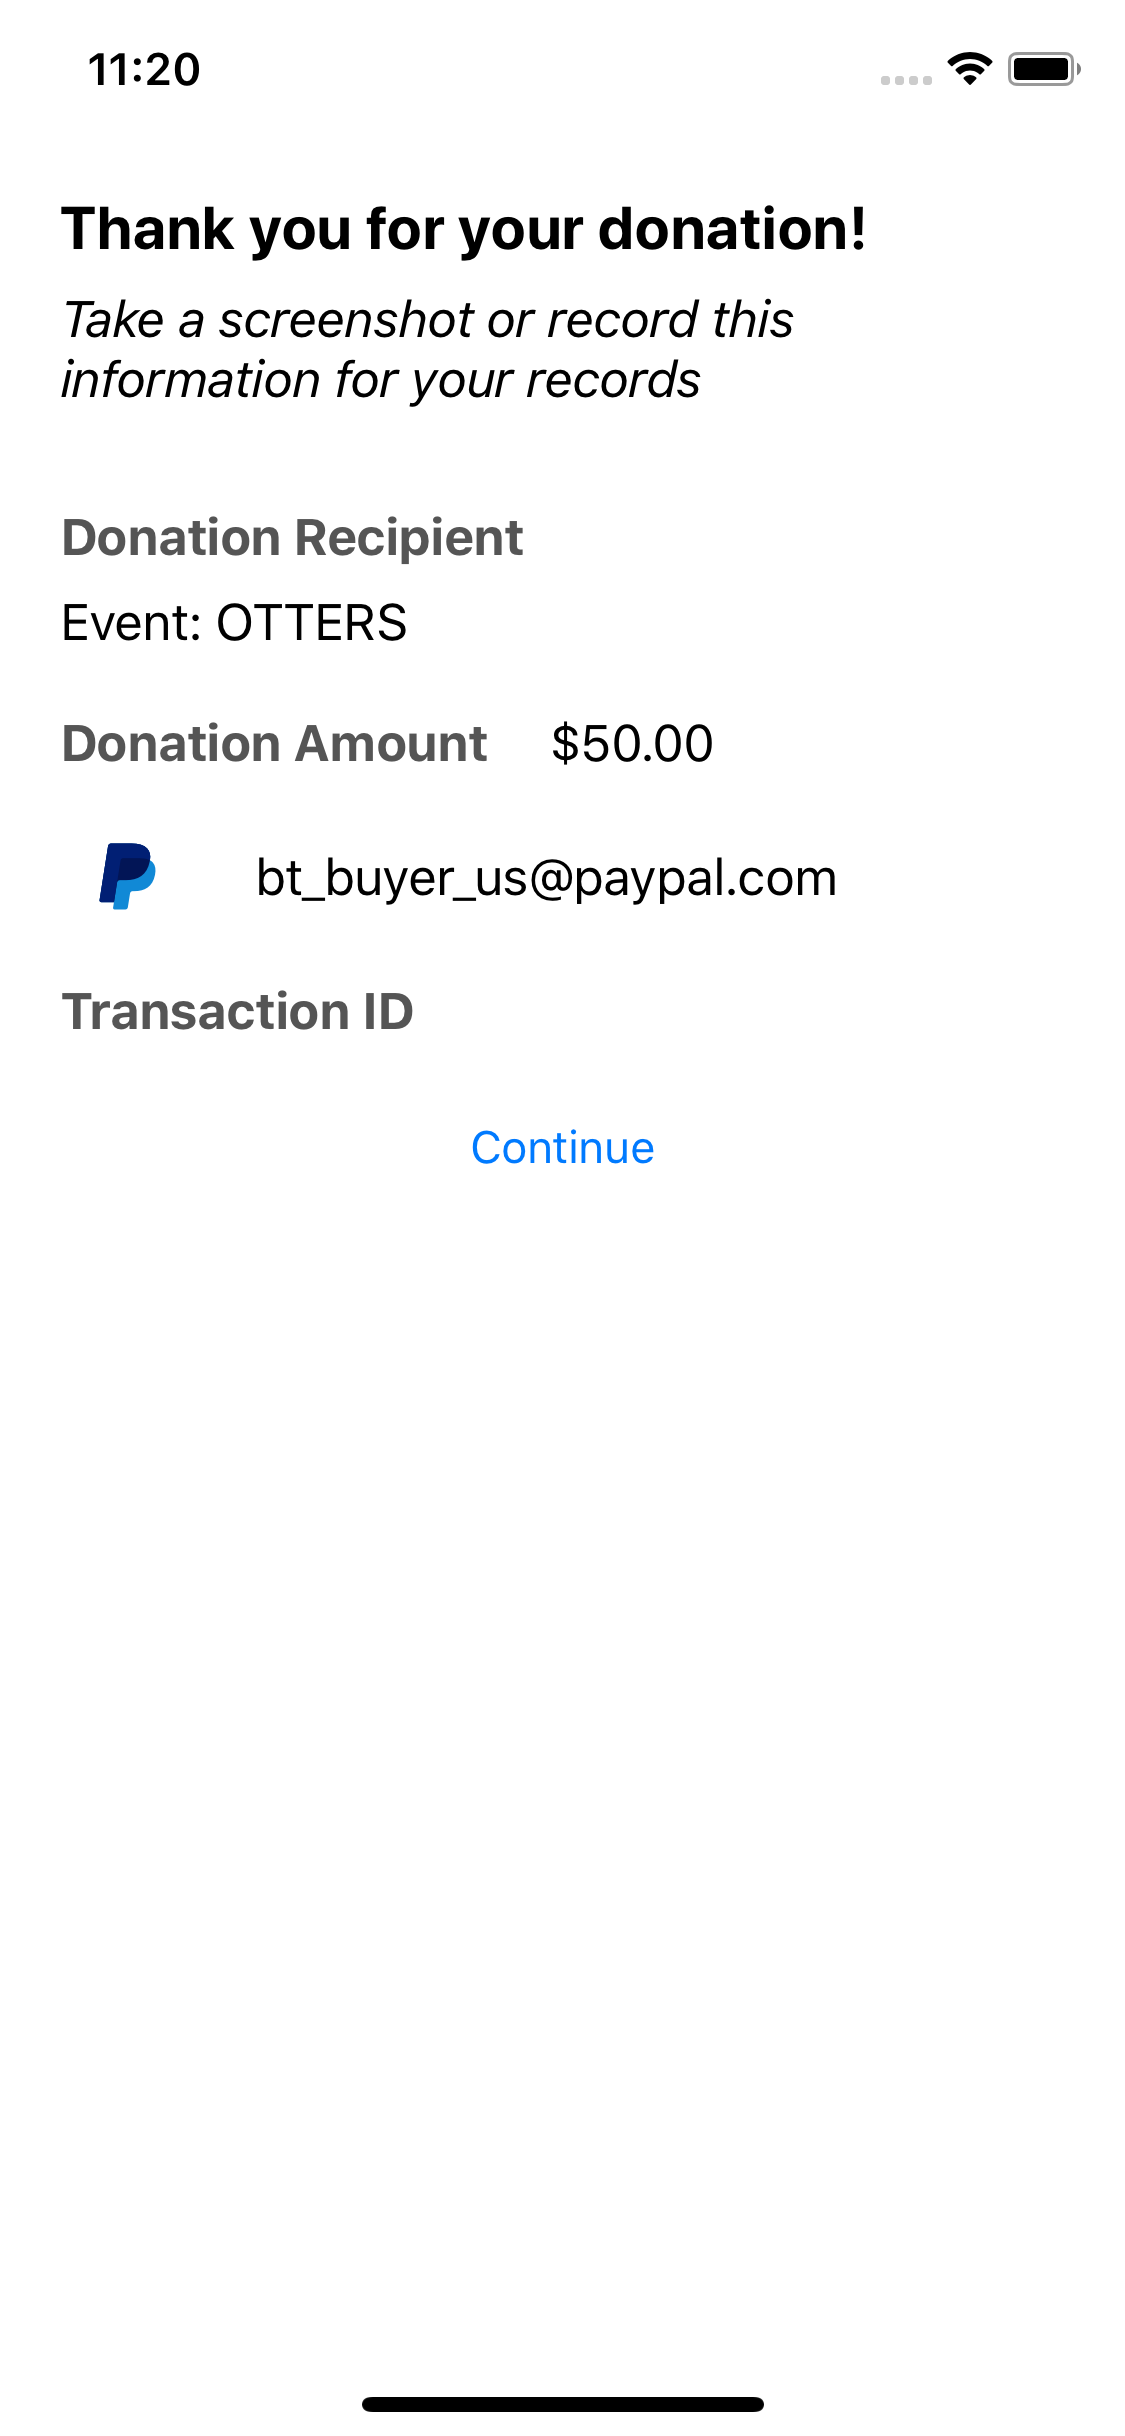 11:20
Thank you for your donation!
Take a screenshot or record this
information for your records
Donation Recipient
Event: OTTERS
Donation Amount $50.00
bt_buyer_us@paypal.com
Transaction ID
Continue